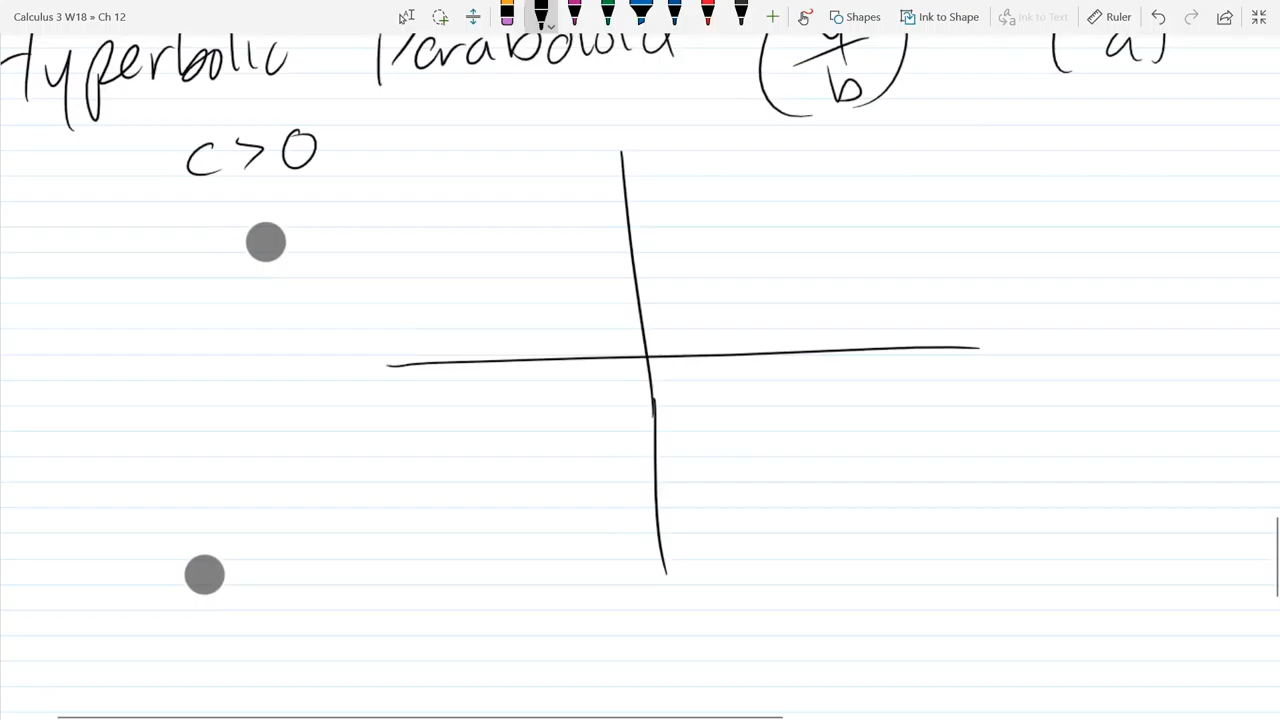 Calculus 3 W18 » Ch 12
Shapes
Ink to Shape
Ink to Text
Ruler
Hyperbolic Paraboloid (y/b) (a)
c > 0